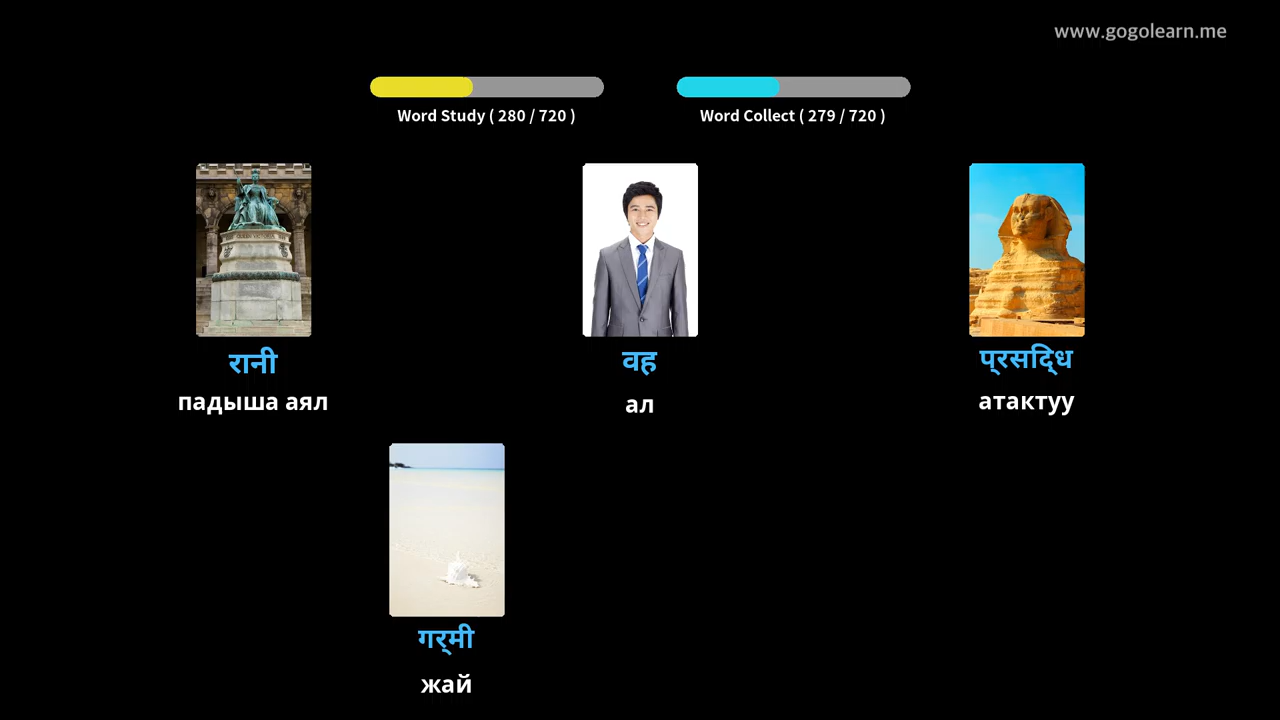 www.gogolearn.me
Word Study ( 280 / 720 )
Word Collect ( 279 / 720 )
रानी
वह
प्रसिद्धि
падыша аял
ал
атактуу
गर्मी
жай